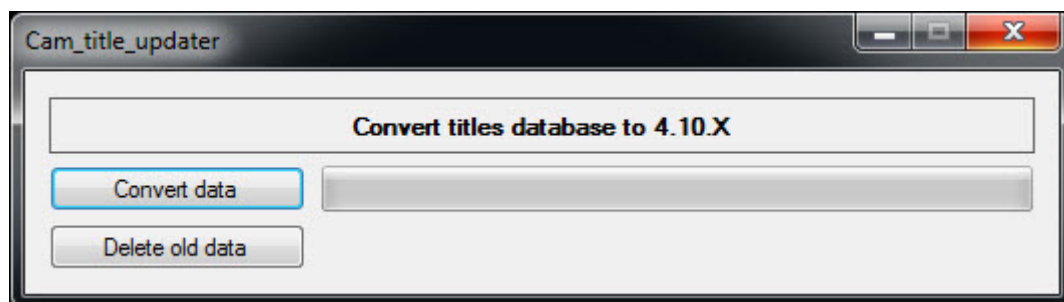 Cam_title_updater
Convert titles database to 4.10.X
Convert data
Delete old data